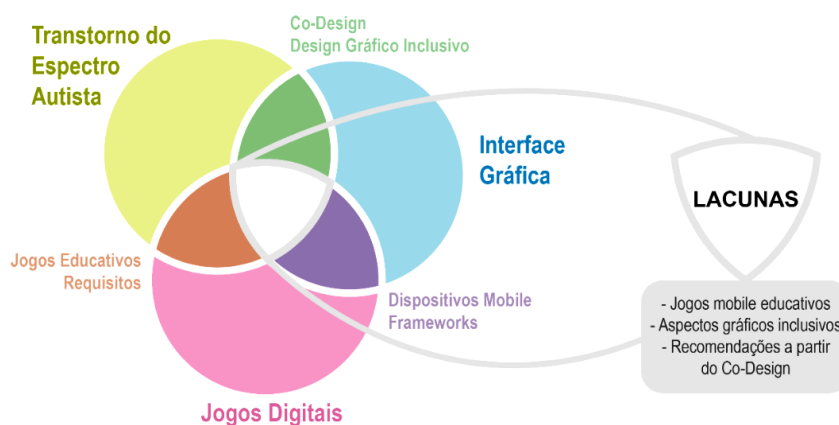 Co-Design
Design Gráfico Inclusivo
Transtorno do
Espectro
Autista
Interface
Gráfica
LACUNAS
Jogos Educativos
Requisitos
Dispositivos Mobile
Frameworks
- Jogos mobile educativos
- Aspectos gráficos inclusivos
- Recomendações a partir
do Co-Design
Jogos Digitais